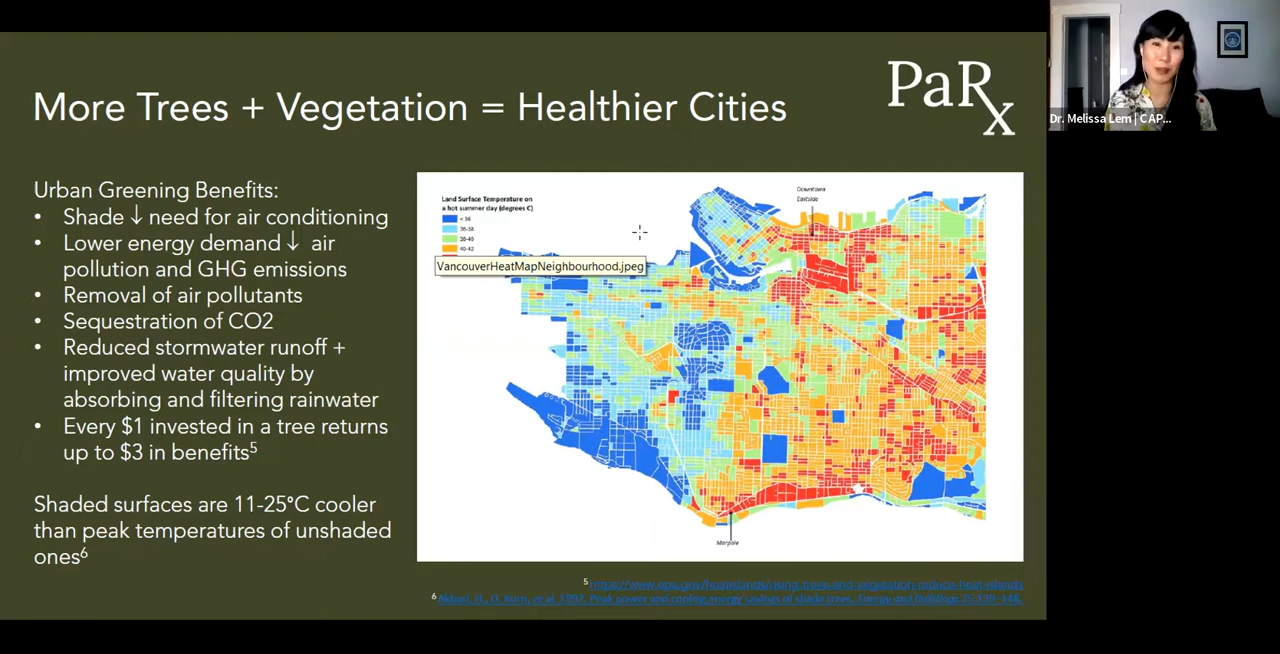 More Trees + Vegetation = Healthier Cities
PaRx
Dr. Melissa Lem | CAP...
Urban Greening Benefits:
• Shade ↓ need for air conditioning
• Lower energy demand ↓ air
pollution and GHG emissions
• Removal of air pollutants
• Sequestration of CO2
• Reduced stormwater runoff +
improved water quality by
absorbing and filtering rainwater
• Every $1 invested in a tree returns
up to $3 in benefits5
Shaded surfaces are 11-25°C cooler
than peak temperatures of unshaded
ones6
Land Surface Temperature on
a hot summer day (degrees C)
< 36
36-38
38-40
40-42
VancouverHeatMapNeighbourhood.jpeg
Downtown
Eastside
Marpole
5 https://www.epa.gov/heatislands/using-trees-and-vegetation-reduce-heat-islands
6 Akbari, H., D. Kurn, et al. 1997. Peak power and cooling energy savings of shade trees. Energy and Buildings 25:139–148.